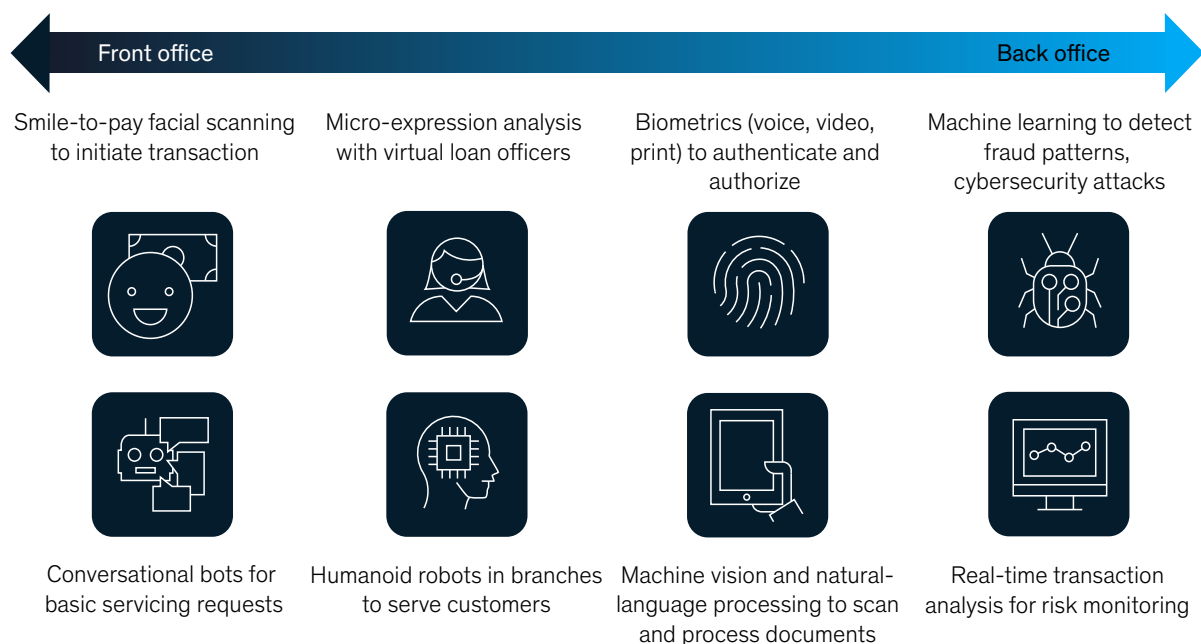 Front office
Back office
Smile-to-pay facial scanning
to initiate transaction
Micro-expression analysis
with virtual loan officers
Biometrics (voice, video,
print) to authenticate and
authorize
Machine learning to detect
fraud patterns,
cybersecurity attacks
Conversational bots for
basic servicing requests
Humanoid robots in branches
to serve customers
Machine vision and natural-
language processing to scan
and process documents
Real-time transaction
analysis for risk monitoring